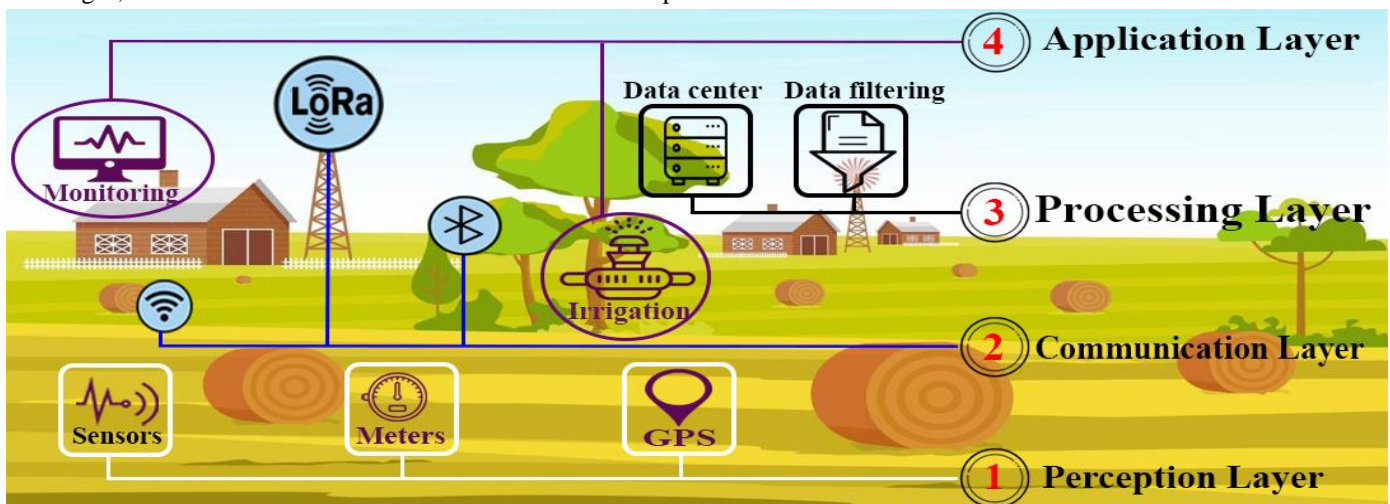 4 Application Layer
LoRa
Data center Data filtering
Monitoring
3 Processing Layer
Irrigation
2 Communication Layer
Sensors Meters GPS
1 Perception Layer